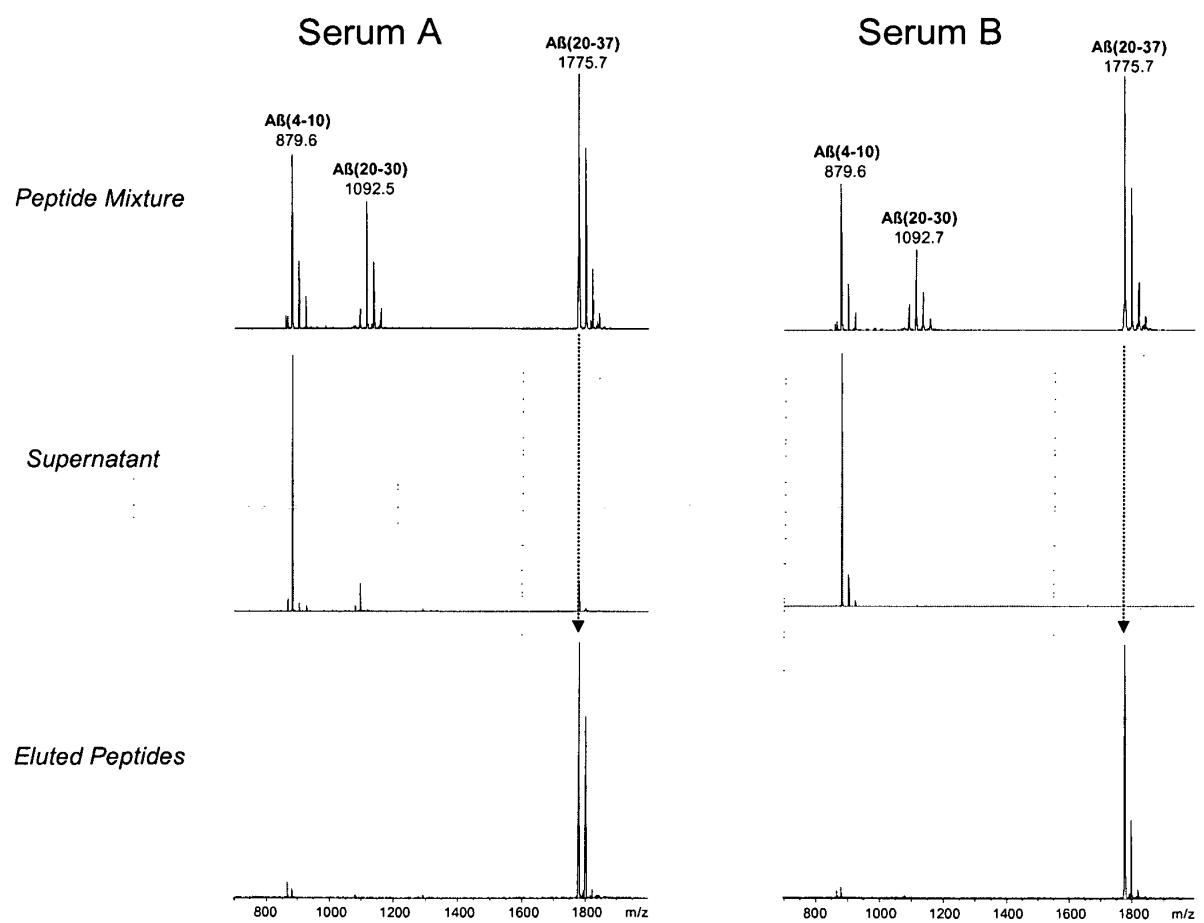 Serum A
Serum B
Aß(20-37)
1775.7
Aß(4-10)
879.6
Aß(20-30)
1092.5
Aß(20-37)
1775.7
Aß(4-10)
879.6
Aß(20-30)
1092.7
Peptide Mixture
Supernatant
Eluted Peptides
800 1000 1200 1400 1600 1800 m/z
800 1000 1200 1400 1600 1800 m/z